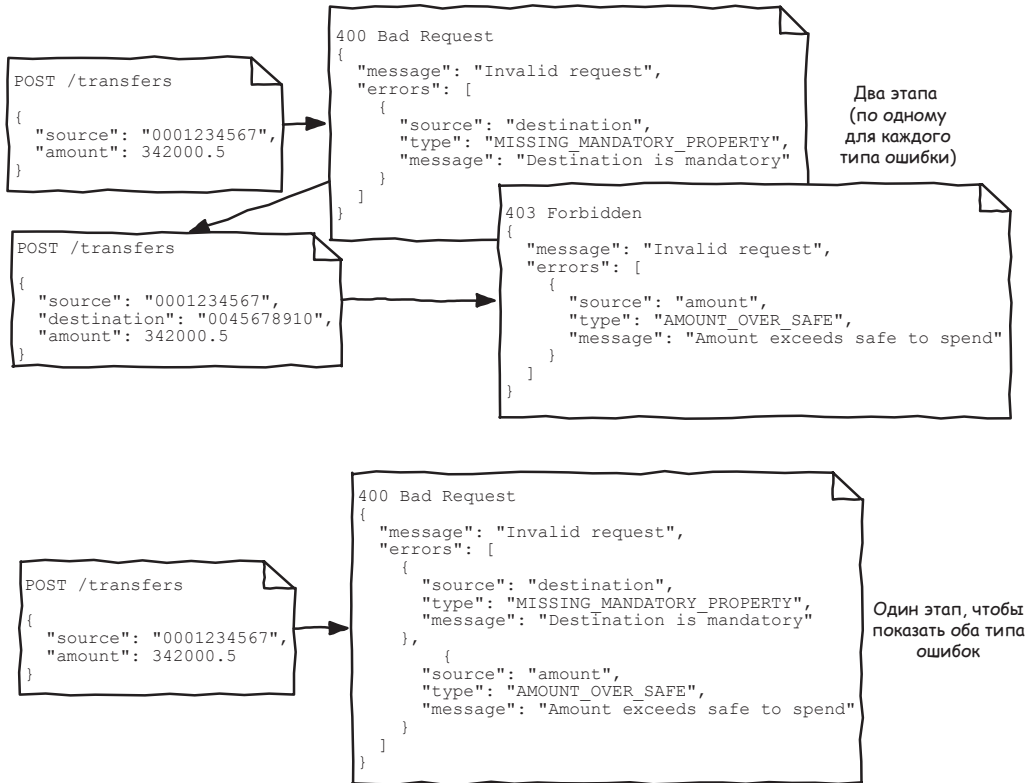 POST /transfers
{
  "source": "0001234567",
  "amount": 342000.5
}
400 Bad Request
{
  "message": "Invalid request",
  "errors": [
    {
      "source": "destination",
      "type": "MISSING_MANDATORY_PROPERTY",
      "message": "Destination is mandatory"
    }
  ]
}
Два этапа
(по одному
для каждого
типа ошибки)
POST /transfers
{
  "source": "0001234567",
  "destination": "0045678910",
  "amount": 342000.5
}
403 Forbidden
{
  "message": "Invalid request",
  "errors": [
    {
      "source": "amount",
      "type": "AMOUNT_OVER_SAFE",
      "message": "Amount exceeds safe to spend"
    }
  ]
}
POST /transfers
{
  "source": "0001234567",
  "amount": 342000.5
}
400 Bad Request
{
  "message": "Invalid request",
  "errors": [
    {
      "source": "destination",
      "type": "MISSING_MANDATORY_PROPERTY",
      "message": "Destination is mandatory"
    },
        {
      "source": "amount",
      "type": "AMOUNT_OVER_SAFE",
      "message": "Amount exceeds safe to spend"
    }
  ]
}
Один этап, чтобы
показать оба типа
ошибок